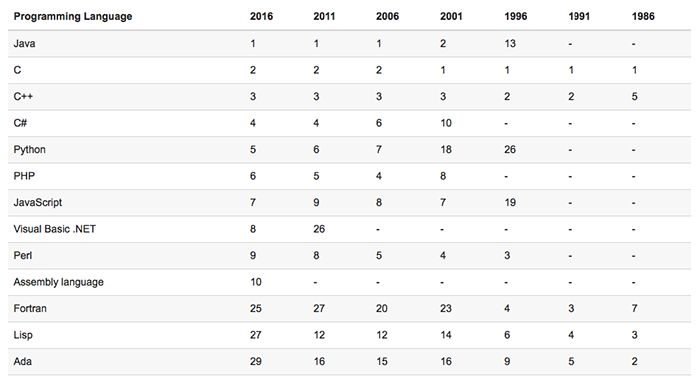 Programming Language 2016 2011 2006 2001 1996 1991 1986
Java 1 1 1 2 13 - -
C 2 2 2 1 1 1 1
C++ 3 3 3 3 2 2 5
C# 4 4 6 10 - - -
Python 5 6 7 18 26 - -
PHP 6 5 4 8 - - -
JavaScript 7 9 8 7 19 - -
Visual Basic .NET 8 26 - - - - -
Perl 9 8 5 4 3 - -
Assembly language 10 - - - - - -
Fortran 25 27 20 23 4 3 7
Lisp 27 12 12 14 6 4 3
Ada 29 16 15 16 9 5 2